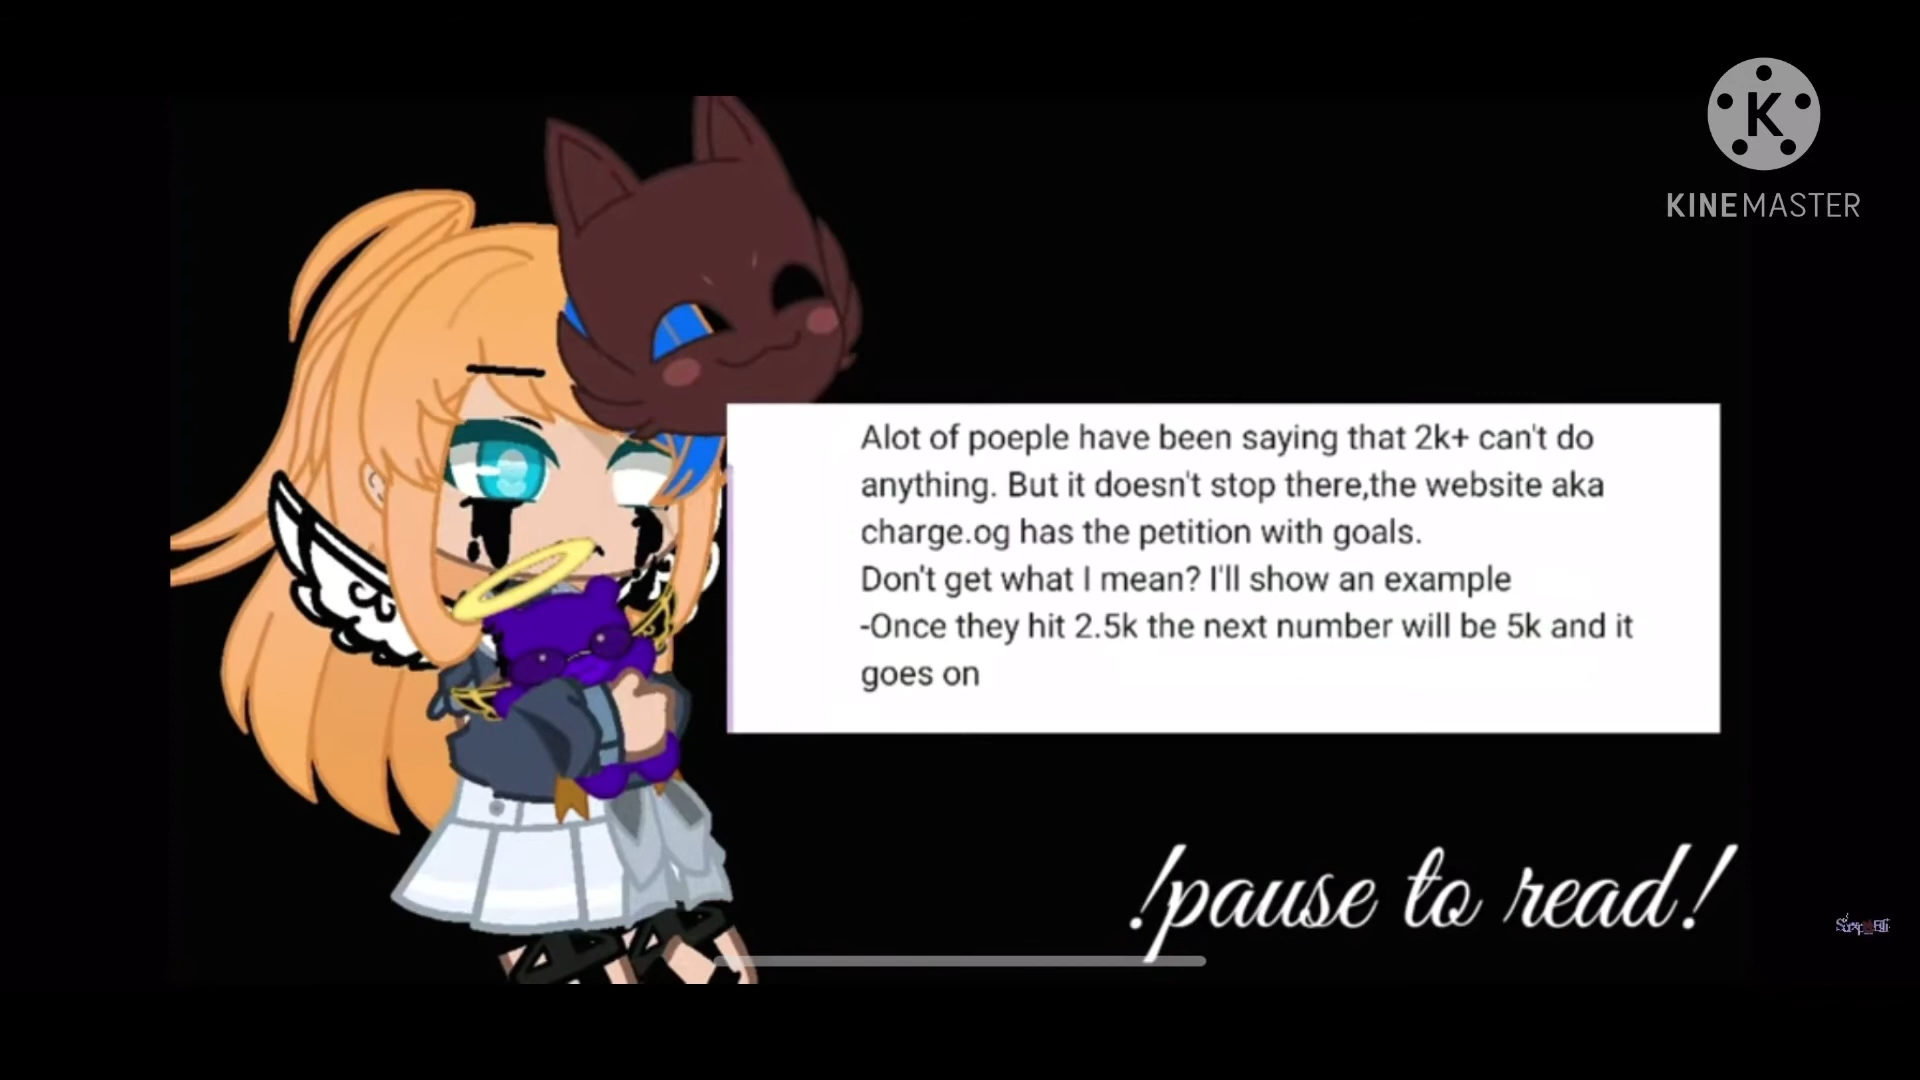 K
KINEMASTER
Alot of poeple have been saying that 2k+ can't do
anything. But it doesn't stop there,the website aka
charge.og has the petition with goals.
Don't get what I mean? I'll show an example
-Once they hit 2.5k the next number will be 5k and it
goes on
!pause to read!